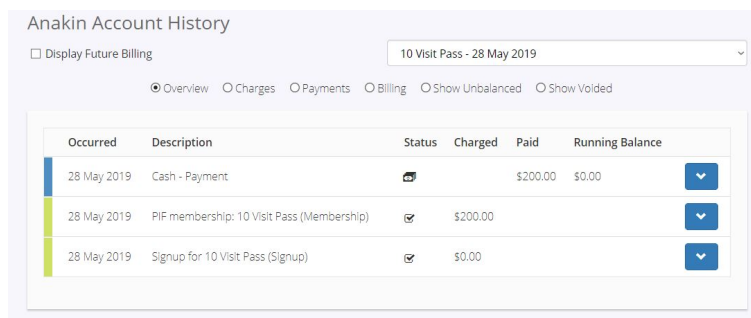 Anakin Account History
Display Future Billing
10 Visit Pass - 28 May 2019
Overview Charges Payments Billing Show Unbalanced Show Voided
Occurred Description Status Charged Paid Running Balance
28 May 2019 Cash - Payment $200.00 $0.00
28 May 2019 PIF membership: 10 Visit Pass (Membership) $200.00
28 May 2019 Signup for 10 Visit Pass (Signup) $0.00